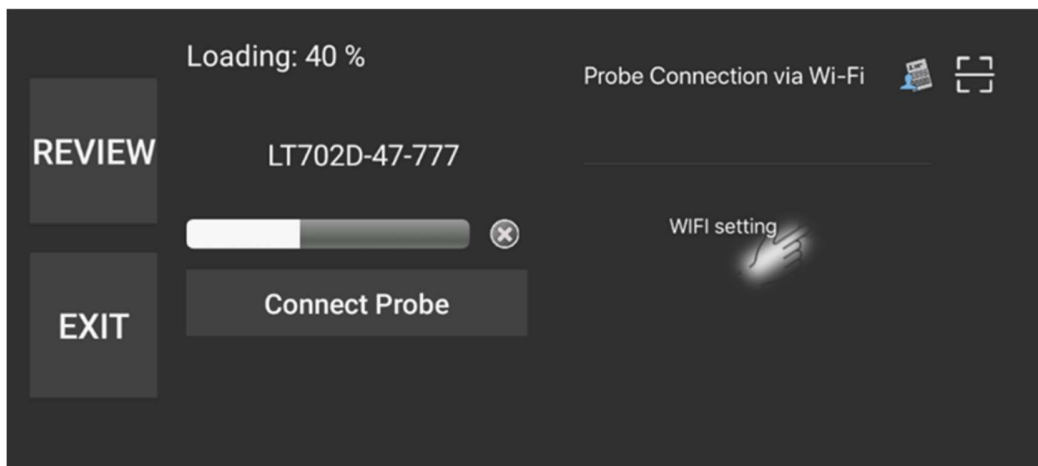 Loading: 40 %
Probe Connection via Wi-Fi
REVIEW
LT702D-47-777
WIFI setting
Connect Probe
EXIT